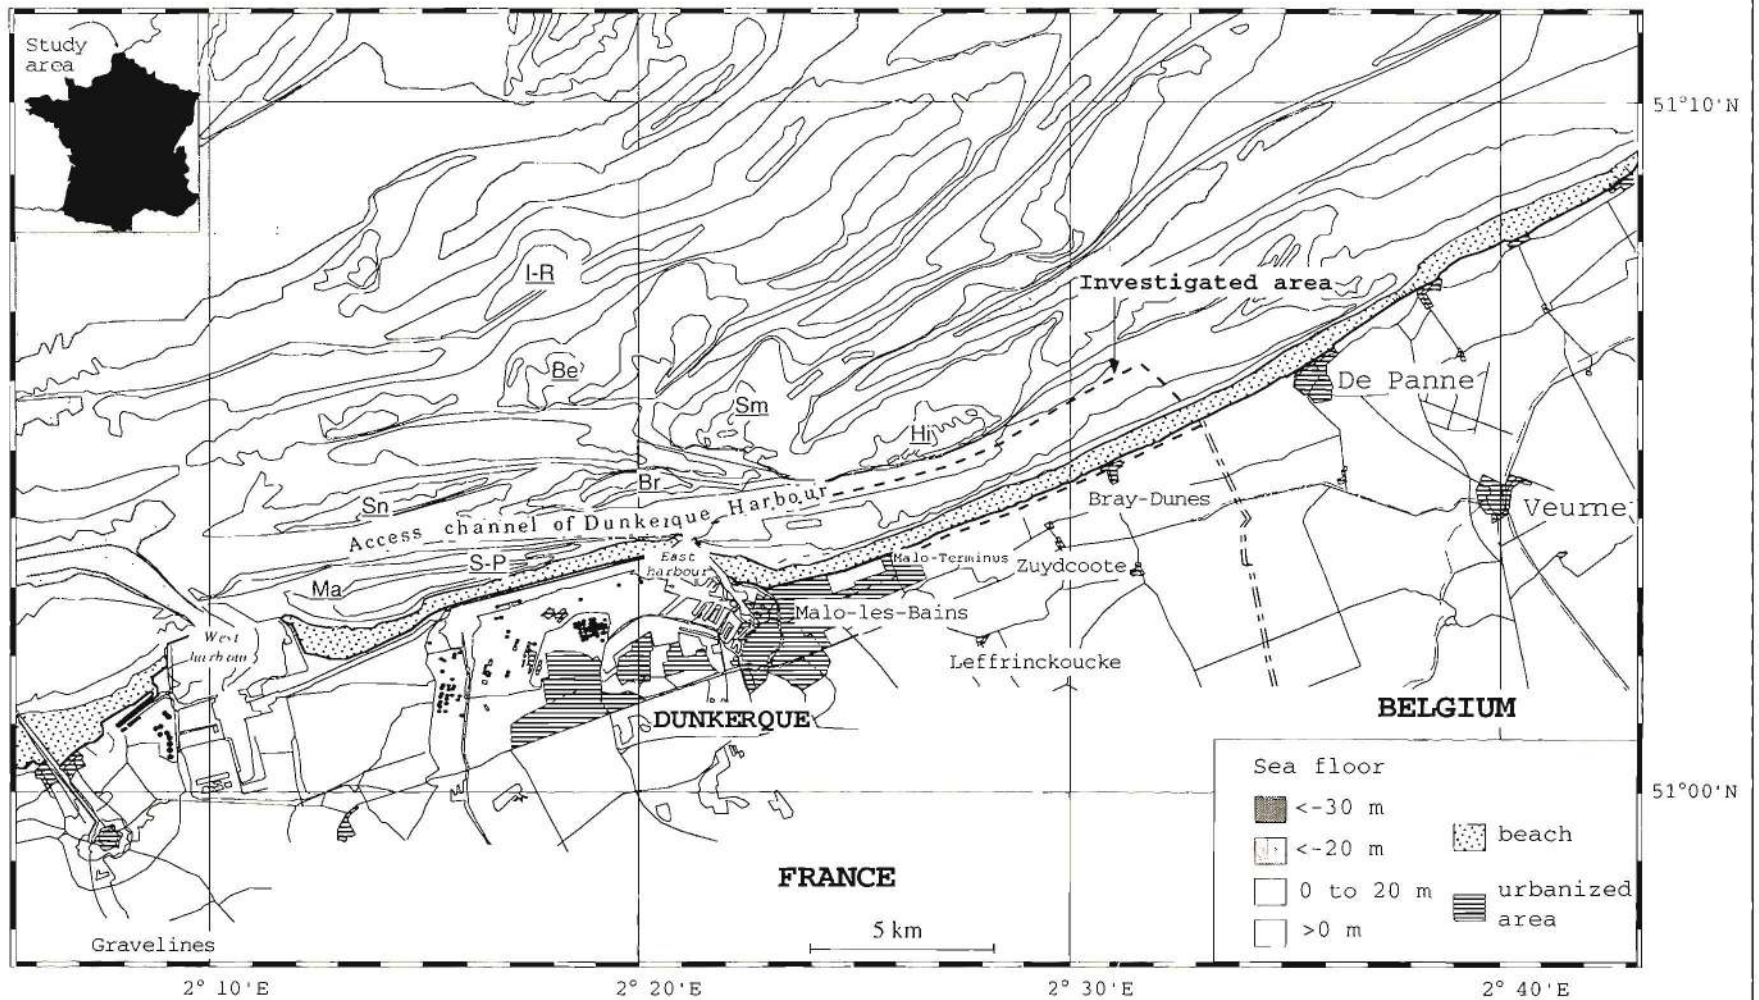 Study
area
51°10'N
I-R
Investigated area
Be
De Panne
Sm
Hi
Br
Bray-Dunes
Sn
Veurne
Access channel of Dunkerque Harbour
East
harbour
Malo-Terminus
Zuydcoote
S-P
Ma
Malo-les-Bains
West
harbour
Leffrinckoucke
DUNKERQUE
BELGIUM
Sea floor
<-30 m
<-20 m
0 to 20 m
>0 m
beach
urbanized
area
51°00'N
FRANCE
5 km
Gravelines
2° 10'E
2° 20'E
2° 30'E
2° 40'E